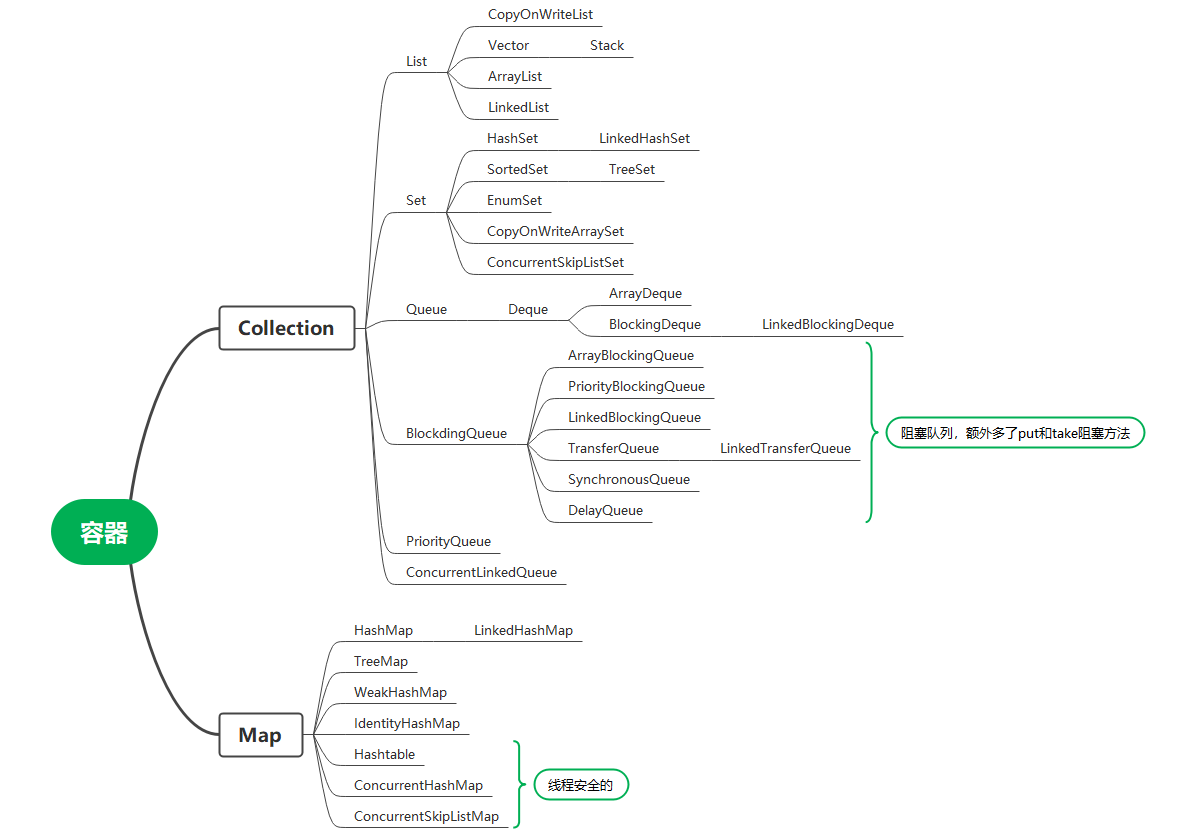 CopyOnWriteList
List
Vector
Stack
ArrayList
LinkedList
HashSet
LinkedHashSet
SortedSet
TreeSet
Set
EnumSet
CopyOnWriteArraySet
ConcurrentSkipListSet
Collection
Queue
Deque
ArrayDeque
BlockingDeque
LinkedBlockingDeque
BlockdingQueue
ArrayBlockingQueue
PriorityBlockingQueue
LinkedBlockingQueue
TransferQueue
LinkedTransferQueue
SynchronousQueue
DelayQueue
阻塞队列，额外多了put和take阻塞方法
PriorityQueue
ConcurrentLinkedQueue
容器
Map
HashMap
LinkedHashMap
TreeMap
WeakHashMap
IdentityHashMap
Hashtable
ConcurrentHashMap
ConcurrentSkipListMap
线程安全的